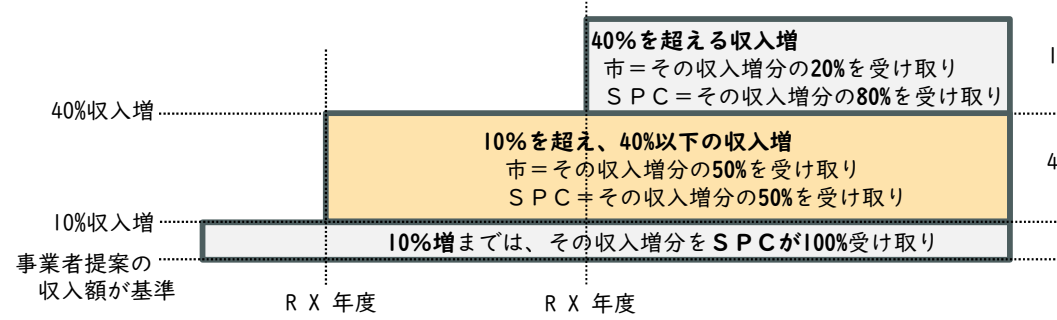 40%を超える収入増
市＝その収入増分の20%を受け取り
ＳＰＣ＝その収入増分の80%を受け取り
40%収入増
10%を超え、40%以下の収入増
市＝その収入増分の50%を受け取り
ＳＰＣ＝その収入増分の50%を受け取り
10%収入増
10%増までは、その収入増分をＳＰＣが100%受け取り
事業者提案の
収入額が基準
Ｒ Ｘ 年度
Ｒ Ｘ 年度